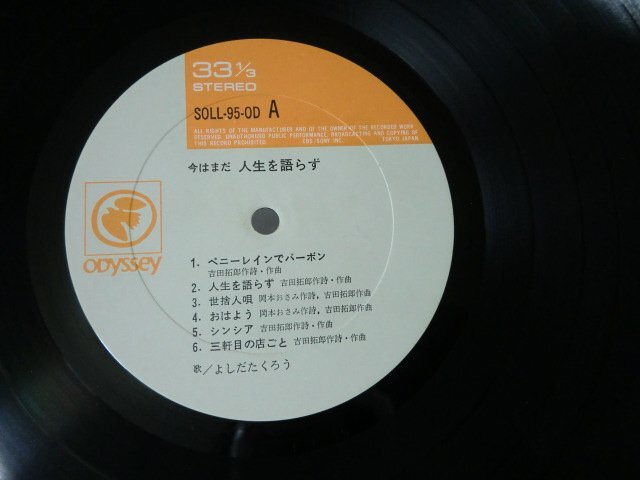 33 1/3
STEREO
SOLL-95-OD A
ALL RIGHTS OF THE MANUFACTURER AND OF THE OWNER OF THE RECORDED WORK
RESERVED. UNAUTHORIZED PUBLIC PERFORMANCE, BROADCASTING AND COPYING OF
THIS RECORD PROHIBITED. CBS/SONY INC. TOKYO JAPAN
今はまだ 人生を語らず
ODYSSEY
1. ペニーレインでバーボン
吉田拓郎作詩・作曲
2. 人生を語らず 吉田拓郎作詩・作曲
3. 世捨人唄 岡本おさみ作詩, 吉田拓郎作曲
4. おはよう 岡本おさみ作詩, 吉田拓郎作曲
5. シンシア 吉田拓郎作詩・作曲
6. 三軒目の店ごと 吉田拓郎作詩・作曲
歌/よしだたくろう